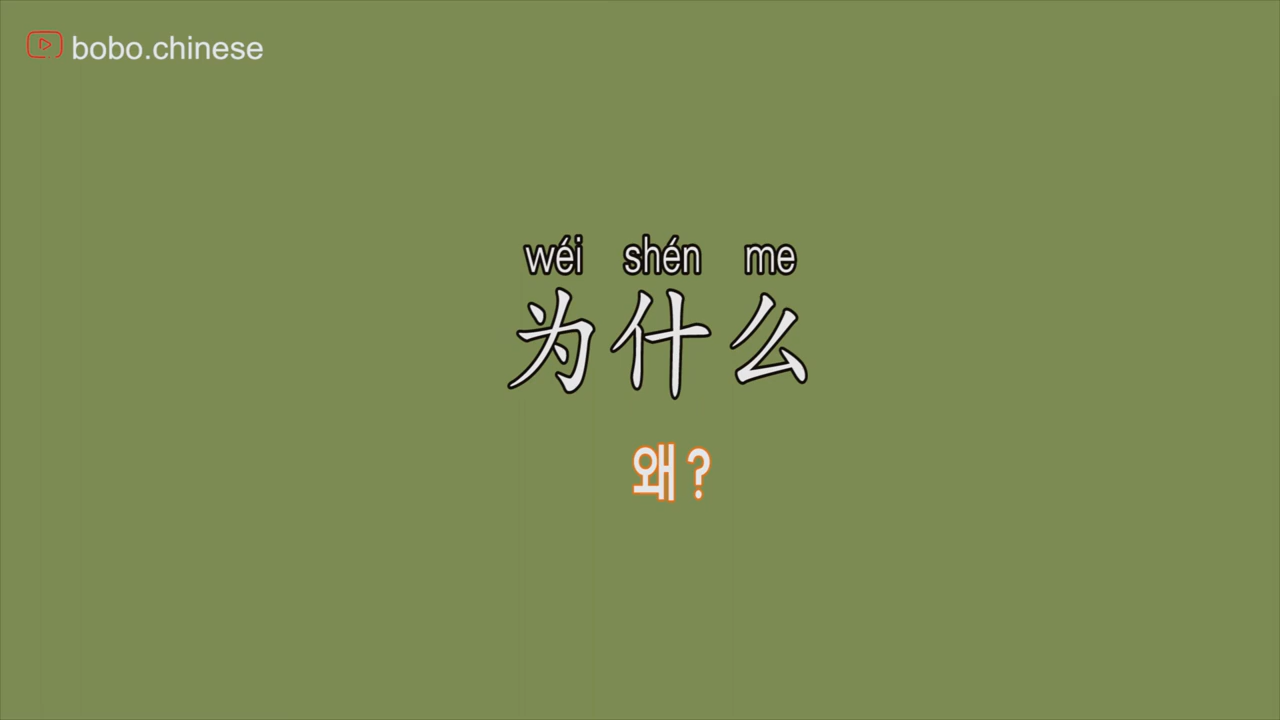 bobo.chinese
wéi shén me
为什么
왜?